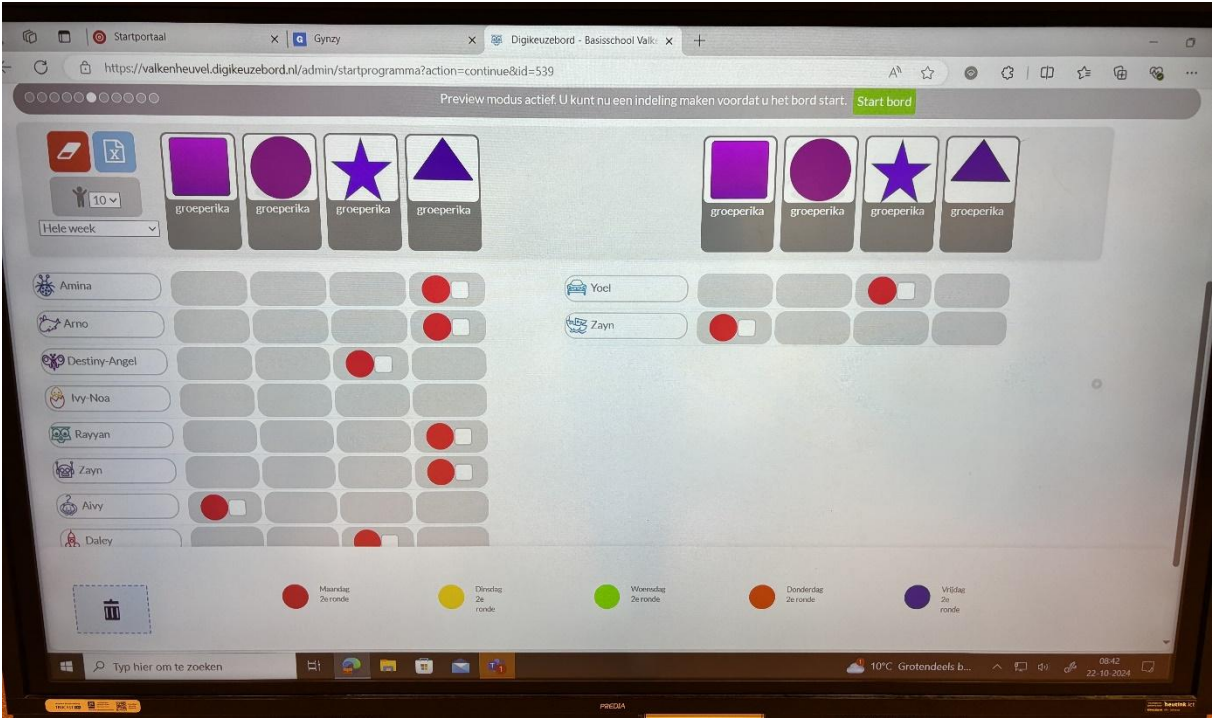 Startportaal
Gynzy
Digikeuzebord - Basisschool Valk
https://valkenheuvel.digikeuzebord.nl/admin/startprogramma?action=continue&id=539
Preview modus actief. U kunt nu een indeling maken voordat u het bord start. Start bord
10
Hele week
groeperika groeperika groeperika groeperika
groeperika groeperika groeperika groeperika
Amina
Arno
Destiny-Angel
Ivy-Noa
Rayyan
Zayn
Aivy
Daley
Yoel
Zayn
Maandag
2e ronde
Dinsdag
2e
ronde
Woensdag
2e ronde
Donderdag
2e ronde
Vrijdag
2e
ronde
Typ hier om te zoeken
10°C Grotendeels b...
08:42
22-10-2024
PREDIA
heutink ict